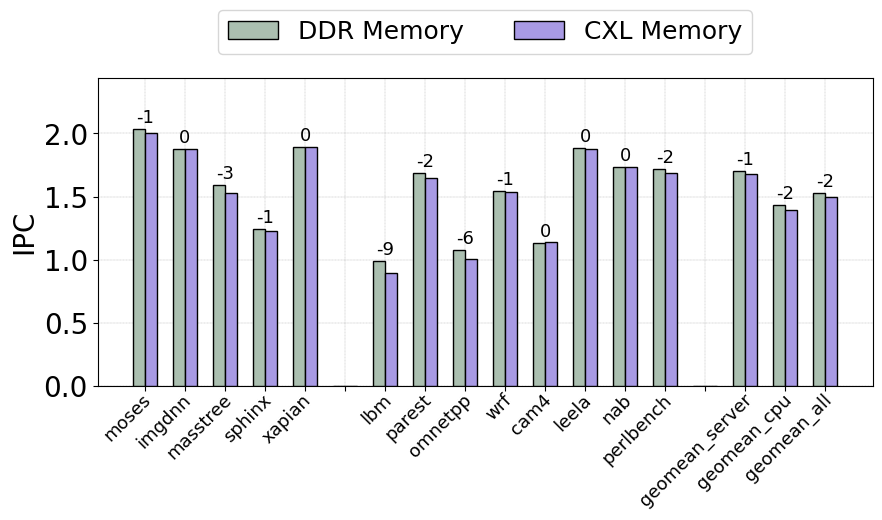 DDR Memory CXL Memory
IPC
2.0
1.5
1.0
0.5
0.0
-1
0
-3
-1
0
-9
-2
-6
-1
0
0
0
-2
-1
-2
-2
moses
imgdnn
masstree
sphinx
xapian
lbm
parest
omnetpp
wrf
cam4
leela
nab
perlbench
geomean_server
geomean_cpu
geomean_all